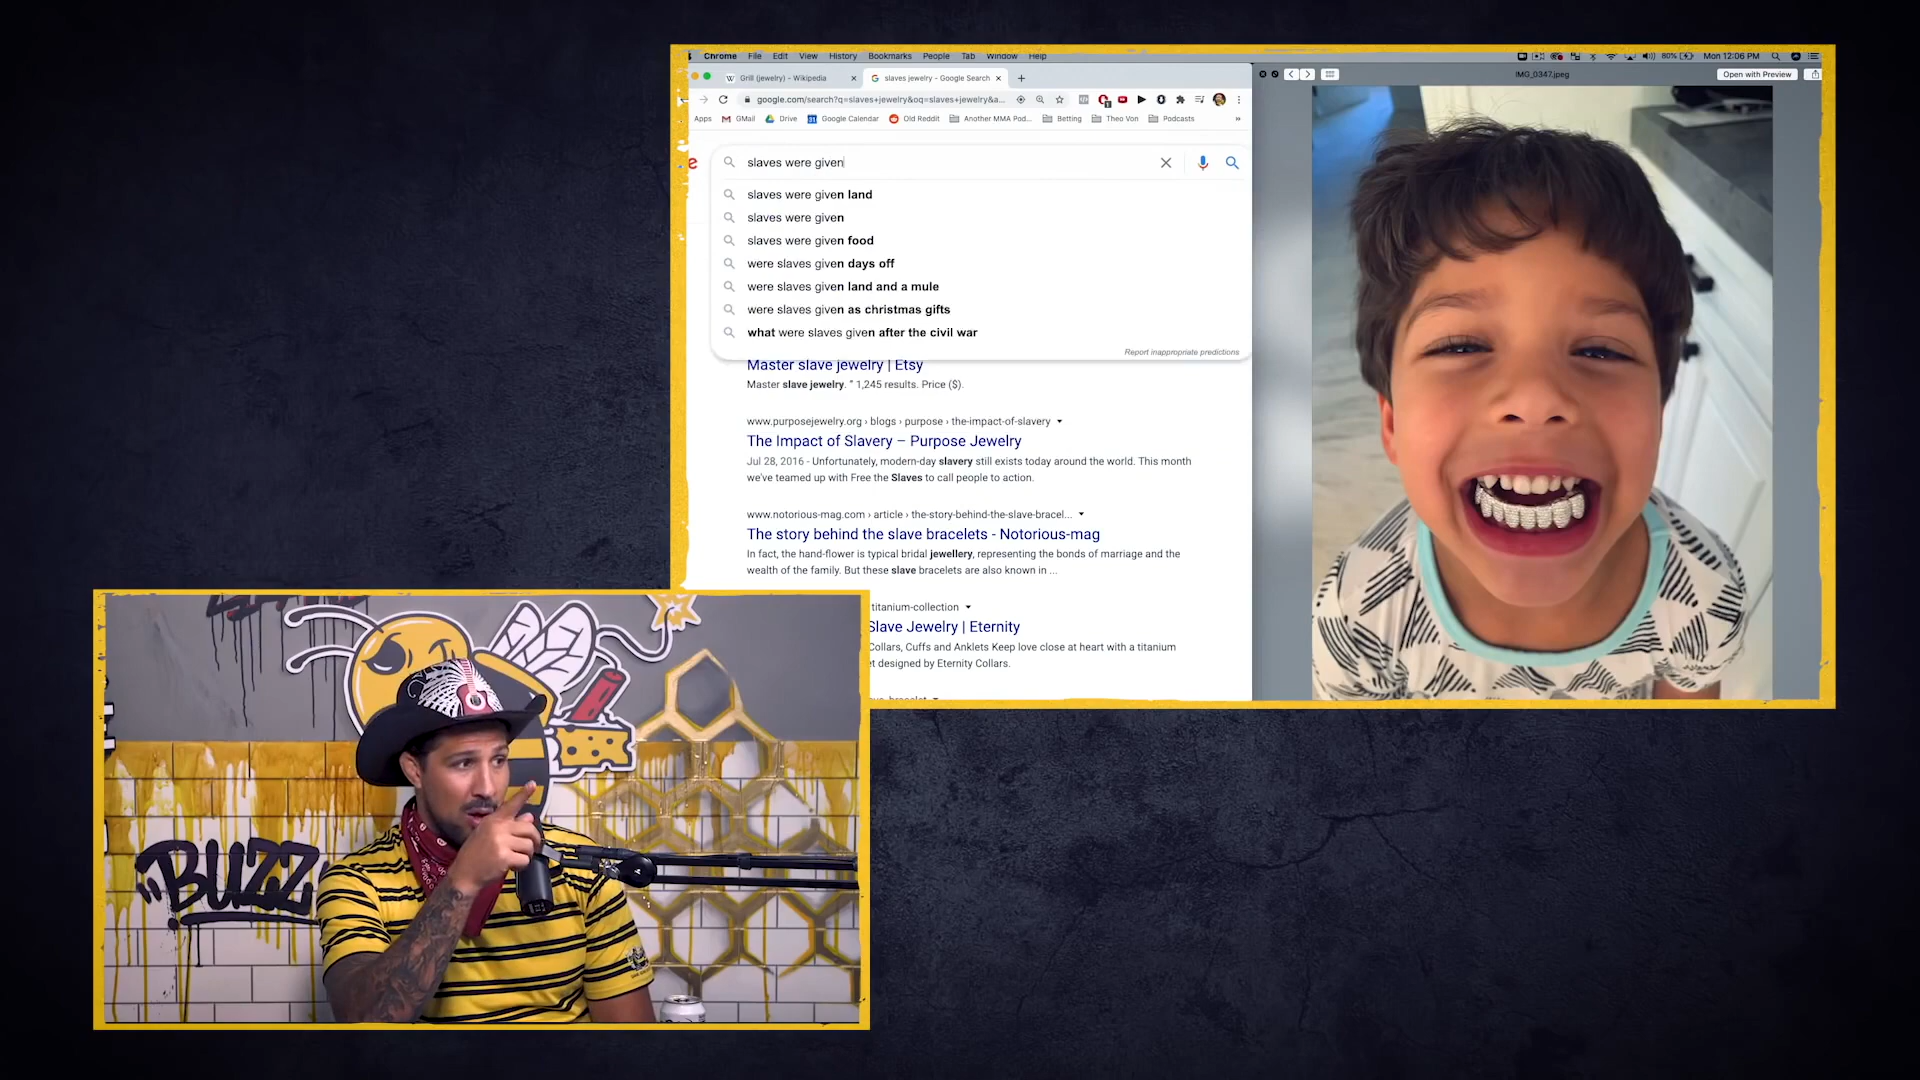 Chrome File Edit View History Bookmarks People Tab Window Help
80% Mon 12:06 PM
Grill (jewelry) - Wikipedia
slaves jewelry - Google Search
IMG_0347.jpeg
Open with Preview
google.com/search?q=slaves+jewelry&oq=slaves+jewelry&a...
Apps GMail Drive Google Calendar Old Reddit Another MMA Pod... Betting Theo Von Podcasts
slaves were given
slaves were given land
slaves were given
slaves were given food
were slaves given days off
were slaves given land and a mule
were slaves given as christmas gifts
what were slaves given after the civil war
Report inappropriate predictions
Master slave jewelry | Etsy
Master slave jewelry. " 1,245 results. Price ($).
www.purposejewelry.org › blogs › purpose › the-impact-of-slavery
The Impact of Slavery – Purpose Jewelry
Jul 28, 2016 - Unfortunately, modern-day slavery still exists today around the world. This month
we've teamed up with Free the Slaves to call people to action.
www.notorious-mag.com › article › the-story-behind-the-slave-bracel...
The story behind the slave bracelets - Notorious-mag
In fact, the hand-flower is typical bridal jewellery, representing the bonds of marriage and the
wealth of the family. But these slave bracelets are also known in ...
titanium-collection
Slave Jewelry | Eternity
Collars, Cuffs and Anklets Keep love close at heart with a titanium
designed by Eternity Collars.
"BUZZ